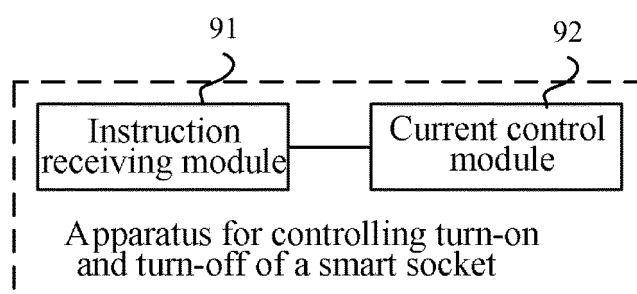 91
92
Instruction
receiving module
Current control
module
Apparatus for controlling turn-on
and turn-off of a smart socket